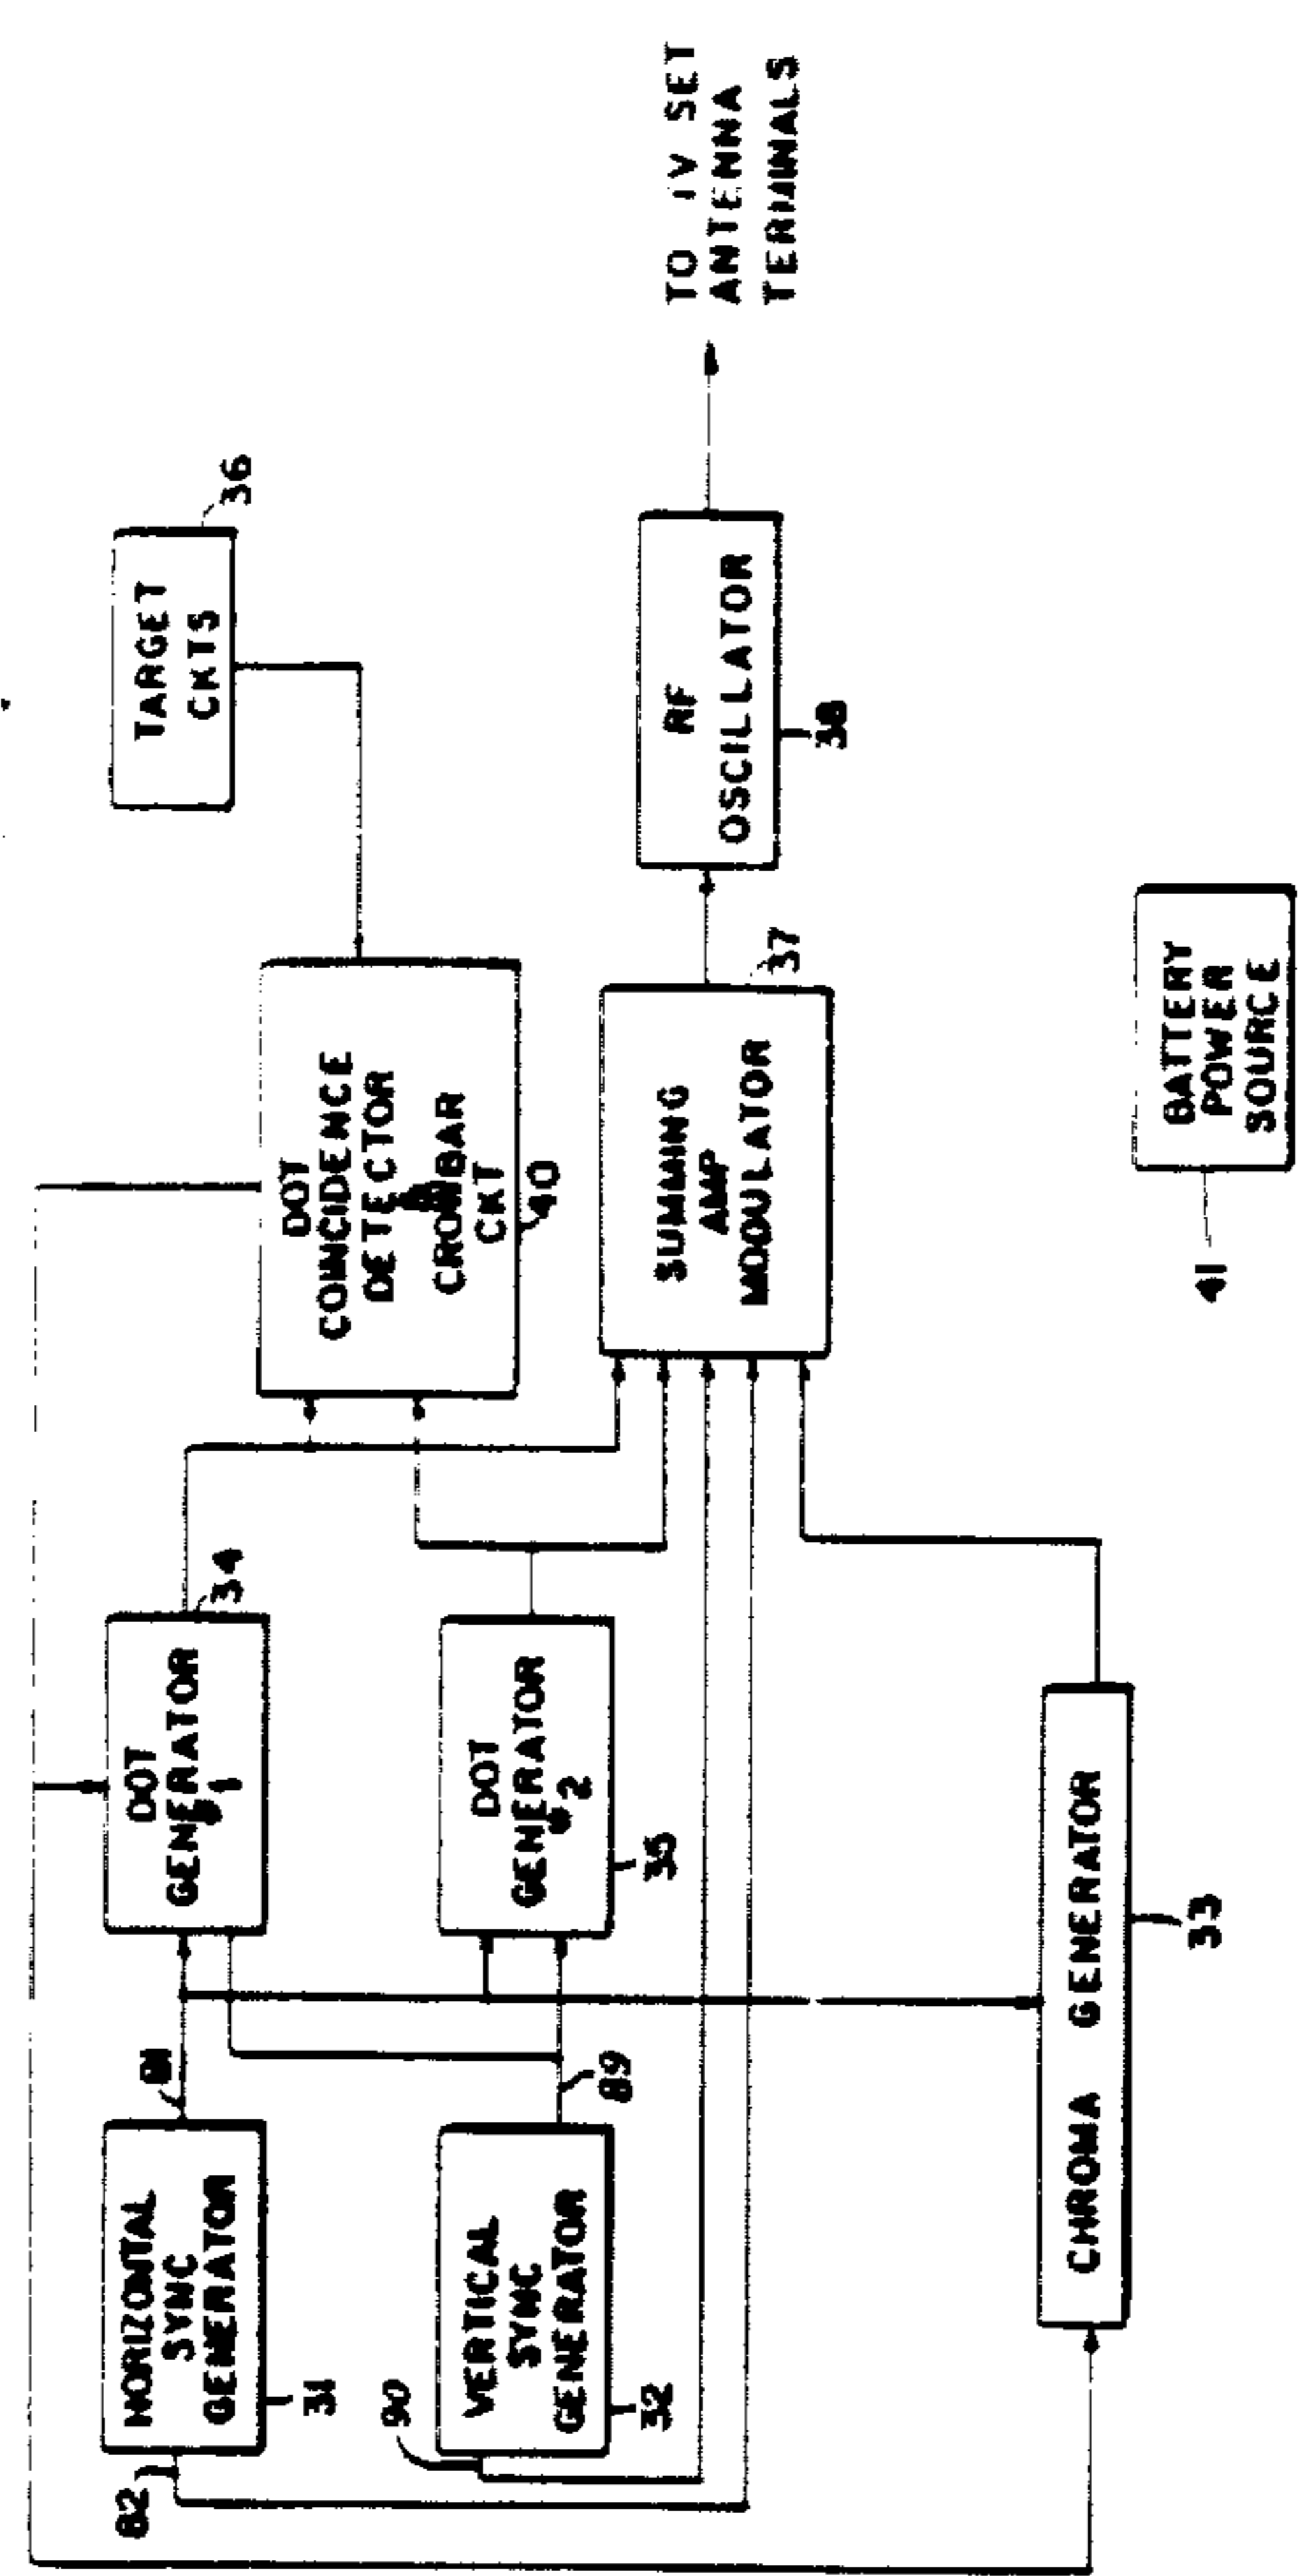 HORIZONTAL
SYNC
GENERATOR
31
82
81
VERTICAL
SYNC
GENERATOR
32
90
89
DOT
GENERATOR
#1
34
DOT
GENERATOR
#2
35
CHROMA GENERATOR
33
DOT
COINCIDENCE
DETECTOR
CROWBAR
CKT
40
TARGET
CKTS
36
SUMMING
AMP
MODULATOR
37
RF
OSCILLATOR
38
TO TV SET
ANTENNA
TERMINALS
BATTERY
POWER
SOURCE
41